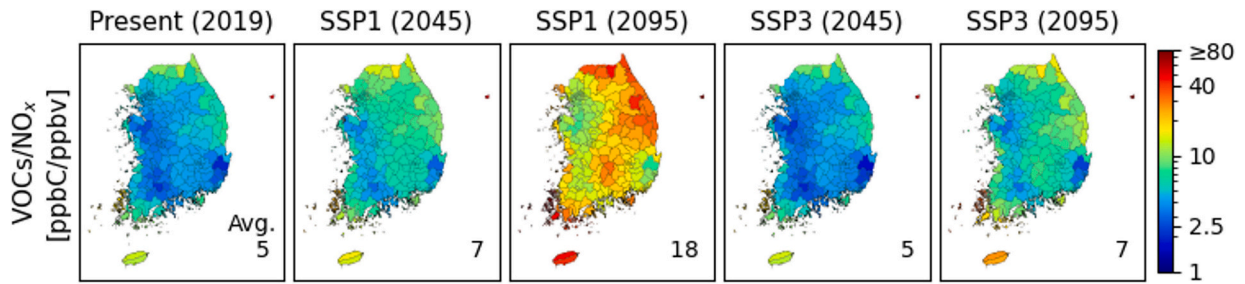 Present (2019) SSP1 (2045) SSP1 (2095) SSP3 (2045) SSP3 (2095)
VOCs/NOₓ
[ppbC/ppbv]
≥80
40
10
2.5
1
Avg.
5 7 18 5 7